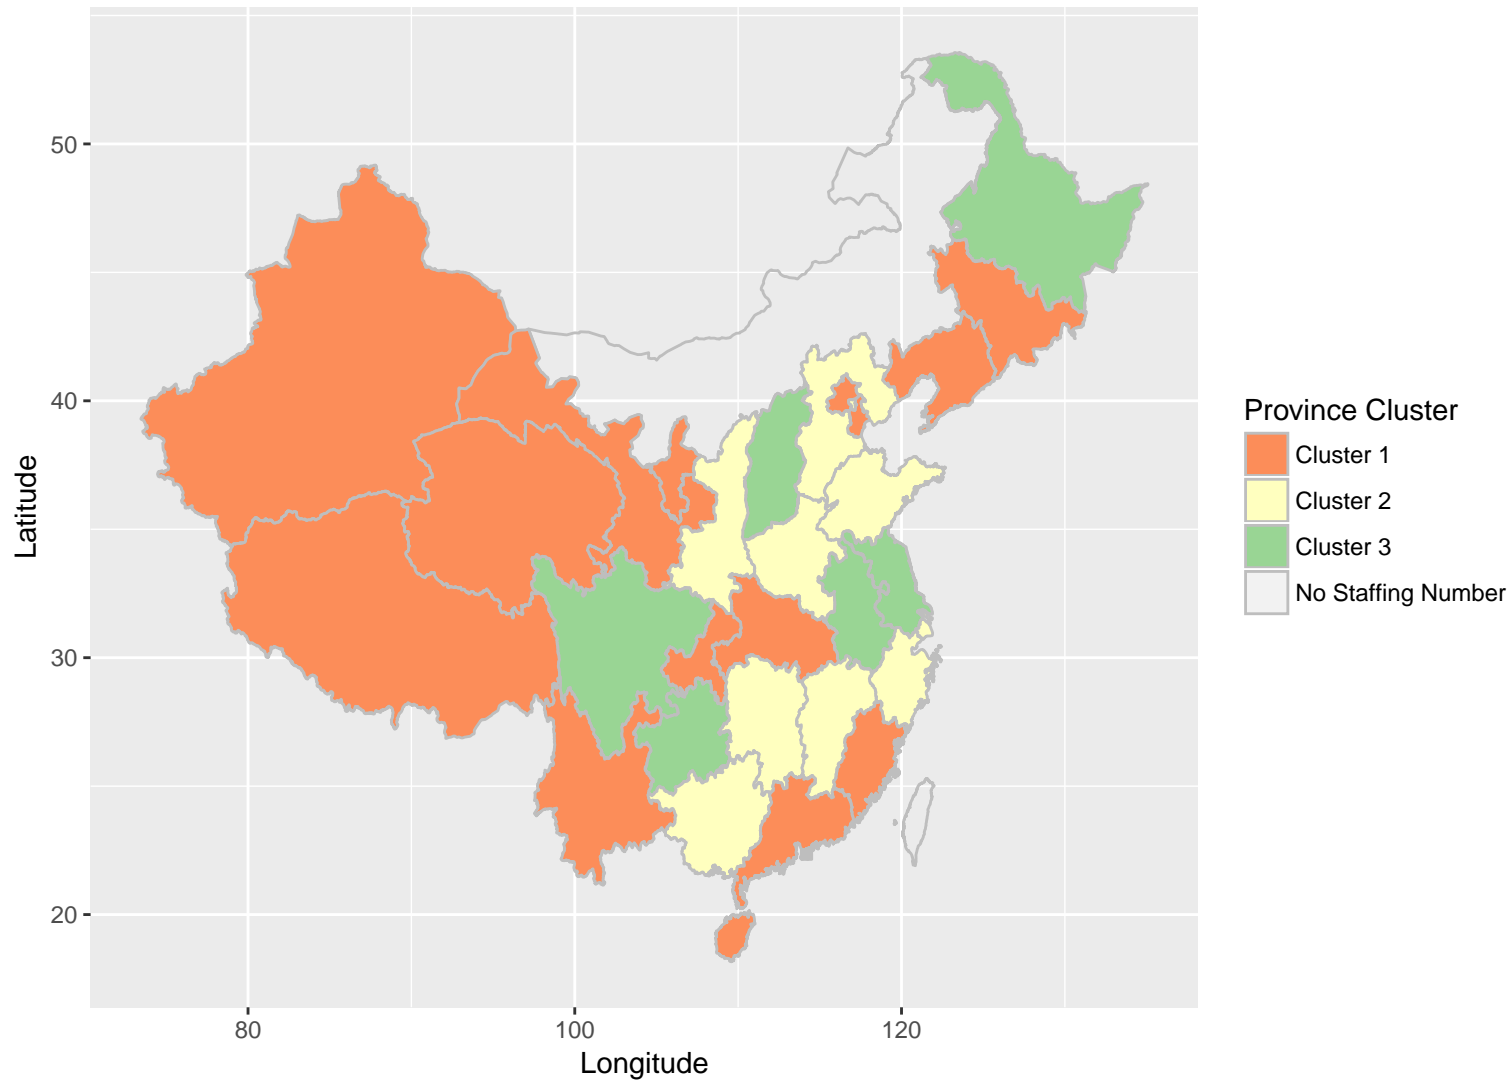 50
40
30
20
Latitude
80
100
120
Longitude
Province Cluster
Cluster 1
Cluster 2
Cluster 3
No Staffing Number